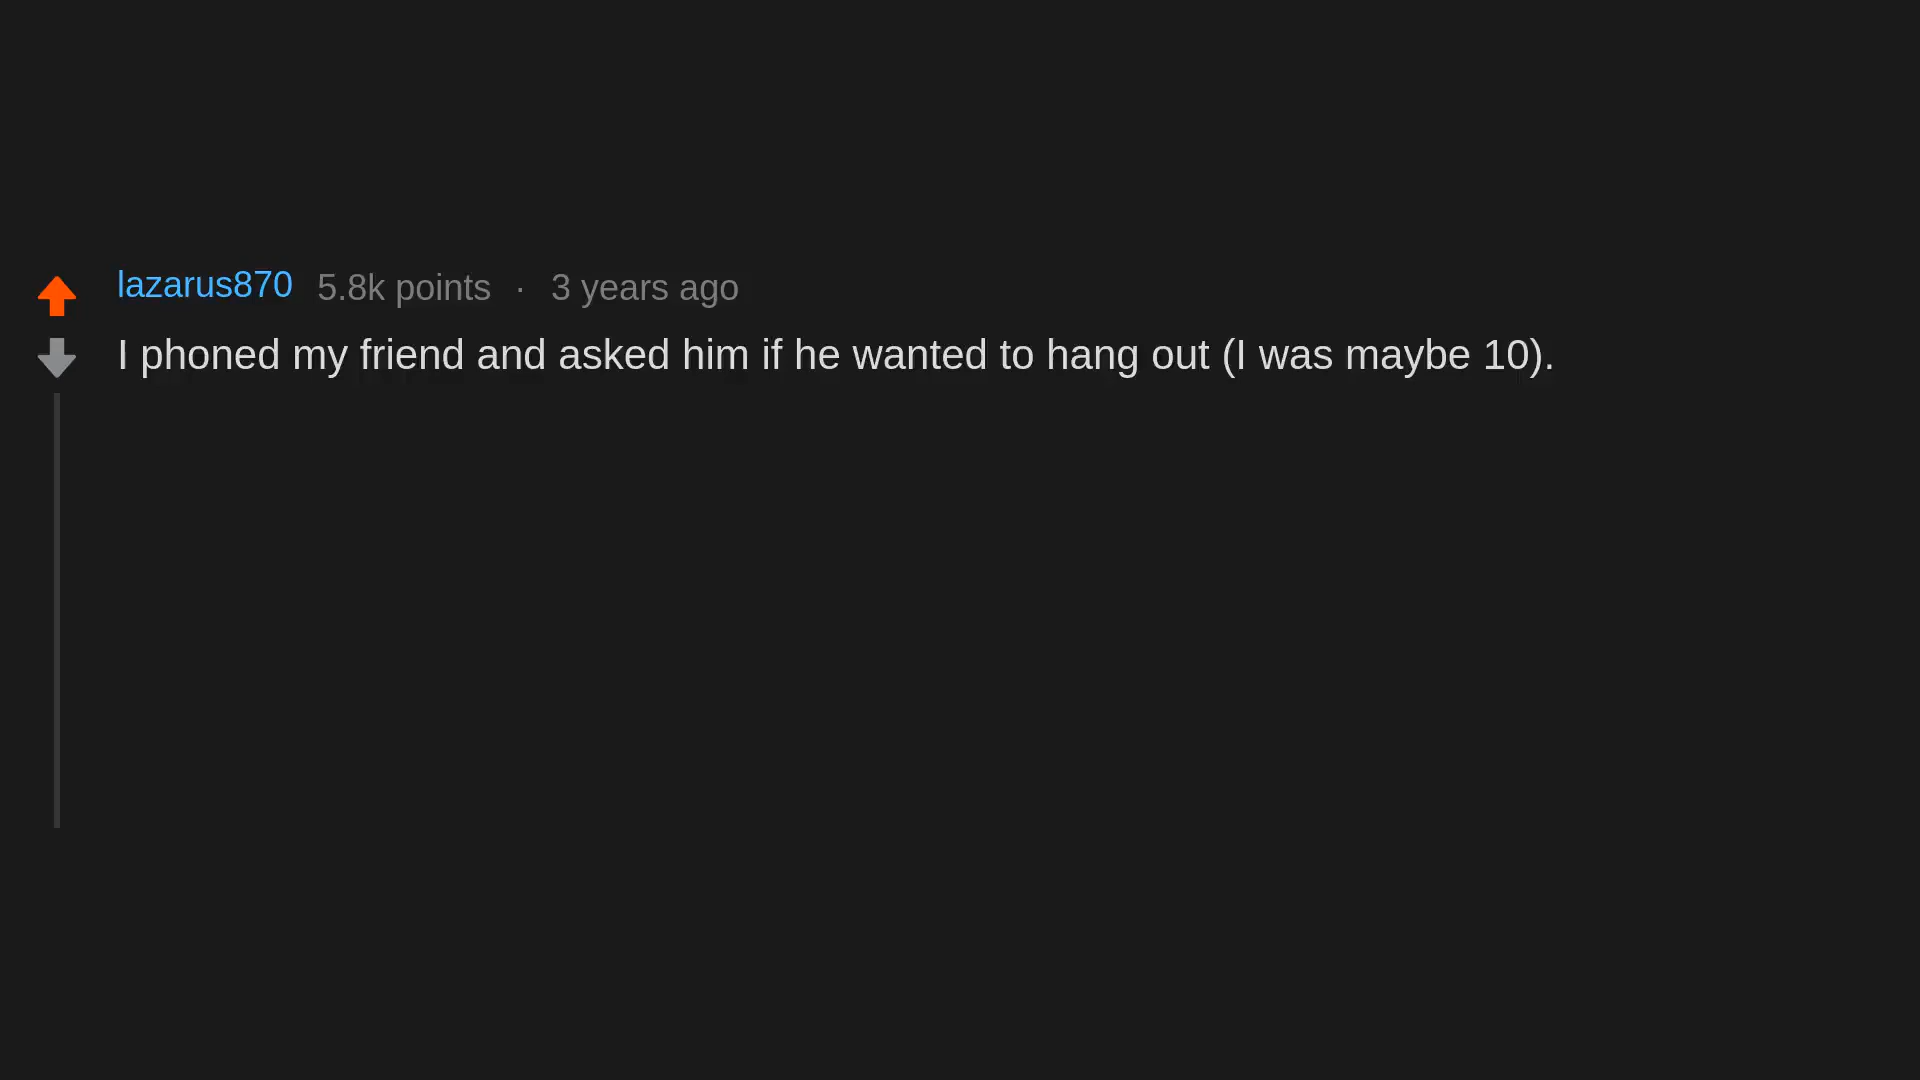 lazarus870 5.8k points · 3 years ago
I phoned my friend and asked him if he wanted to hang out (I was maybe 10).